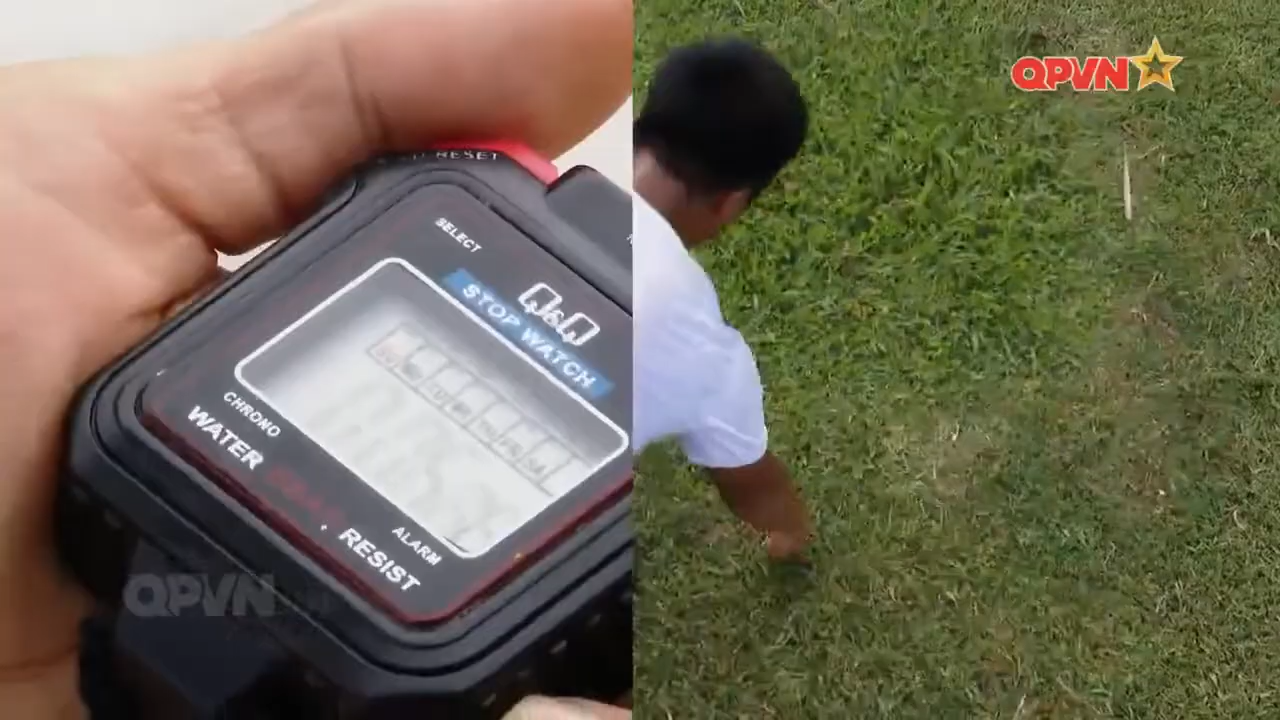 QPVN
RESET
SELECT
Q&Q
STOP WATCH
CHRONO
WATER
RESIST
ALARM
QPVN